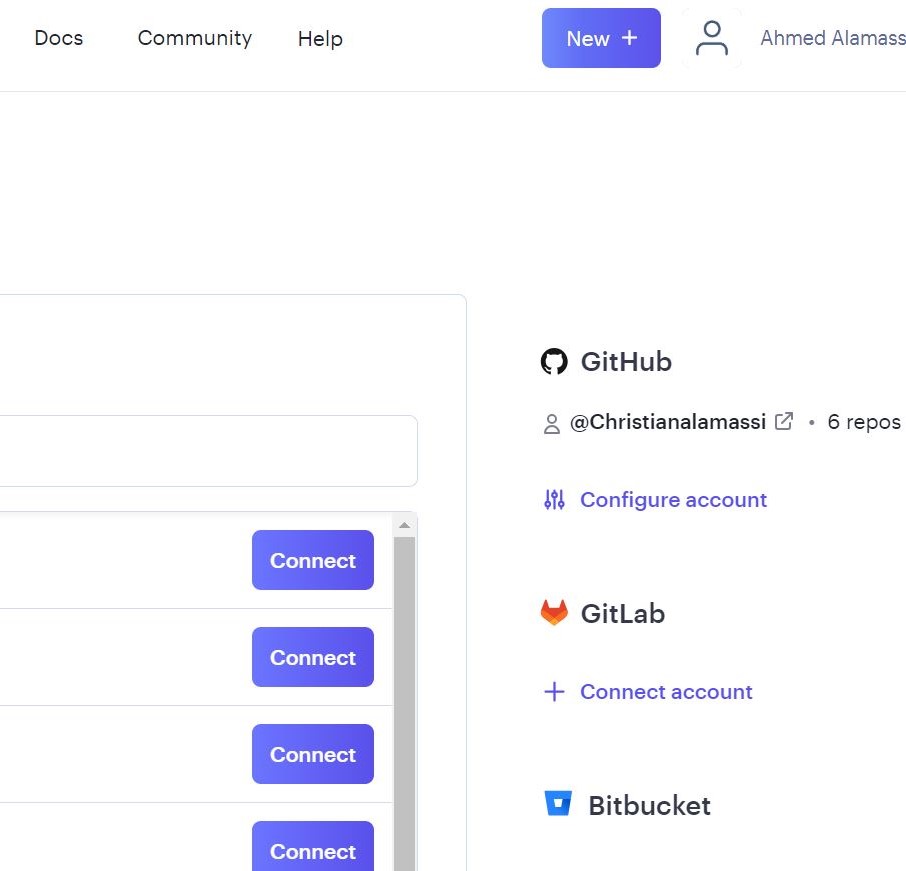 Docs Community Help New + Ahmed Alamass
GitHub
@Christianalamassi • 6 repos
Configure account
Connect
GitLab
Connect
Connect account
Connect
Bitbucket
Connect